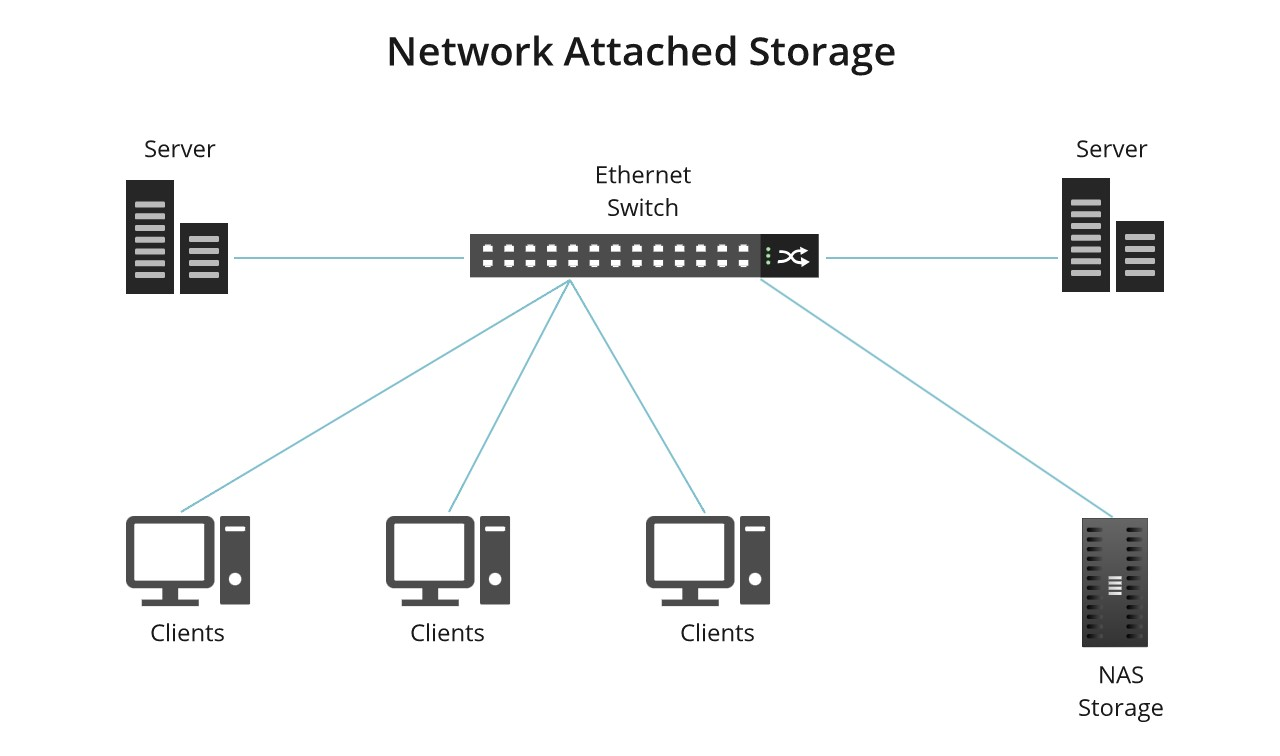 Network Attached Storage
Server
Server
Ethernet
Switch
Clients
Clients
Clients
NAS
Storage